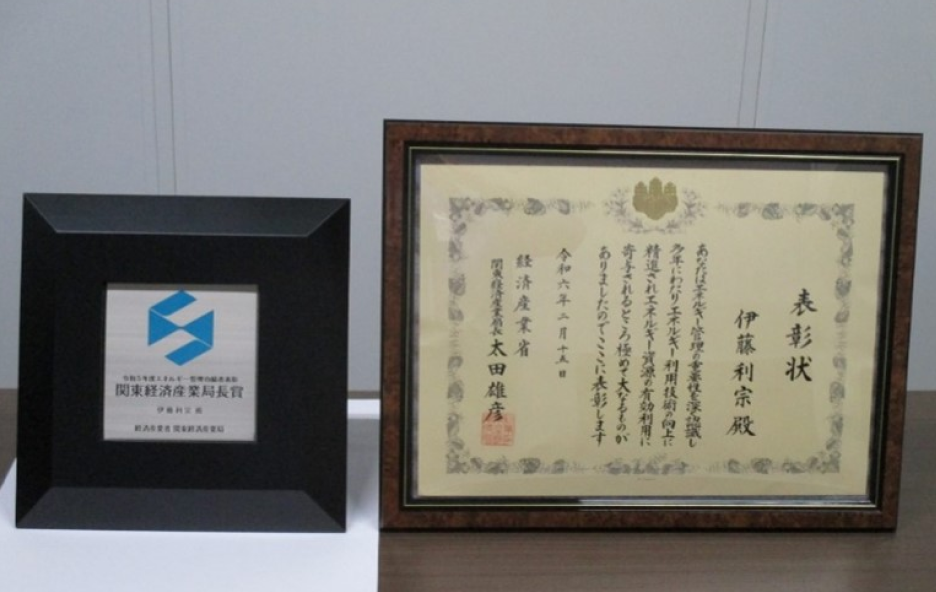 令和5年度エネルギー管理功績者表彰
関東経済産業局長賞
伊藤利宗 殿
経済産業省 関東経済産業局
表彰状
伊藤利宗殿
あなたはエネルギー管理の重要性を深く認識し
多年にわたりエネルギー利用技術の向上に
精進されエネルギー資源の有効利用に
寄与されるところ極めて大なるものが
ありましたのでここに表彰します
令和六年二月十五日
経済産業省
関東経済産業局長 太田雄彦